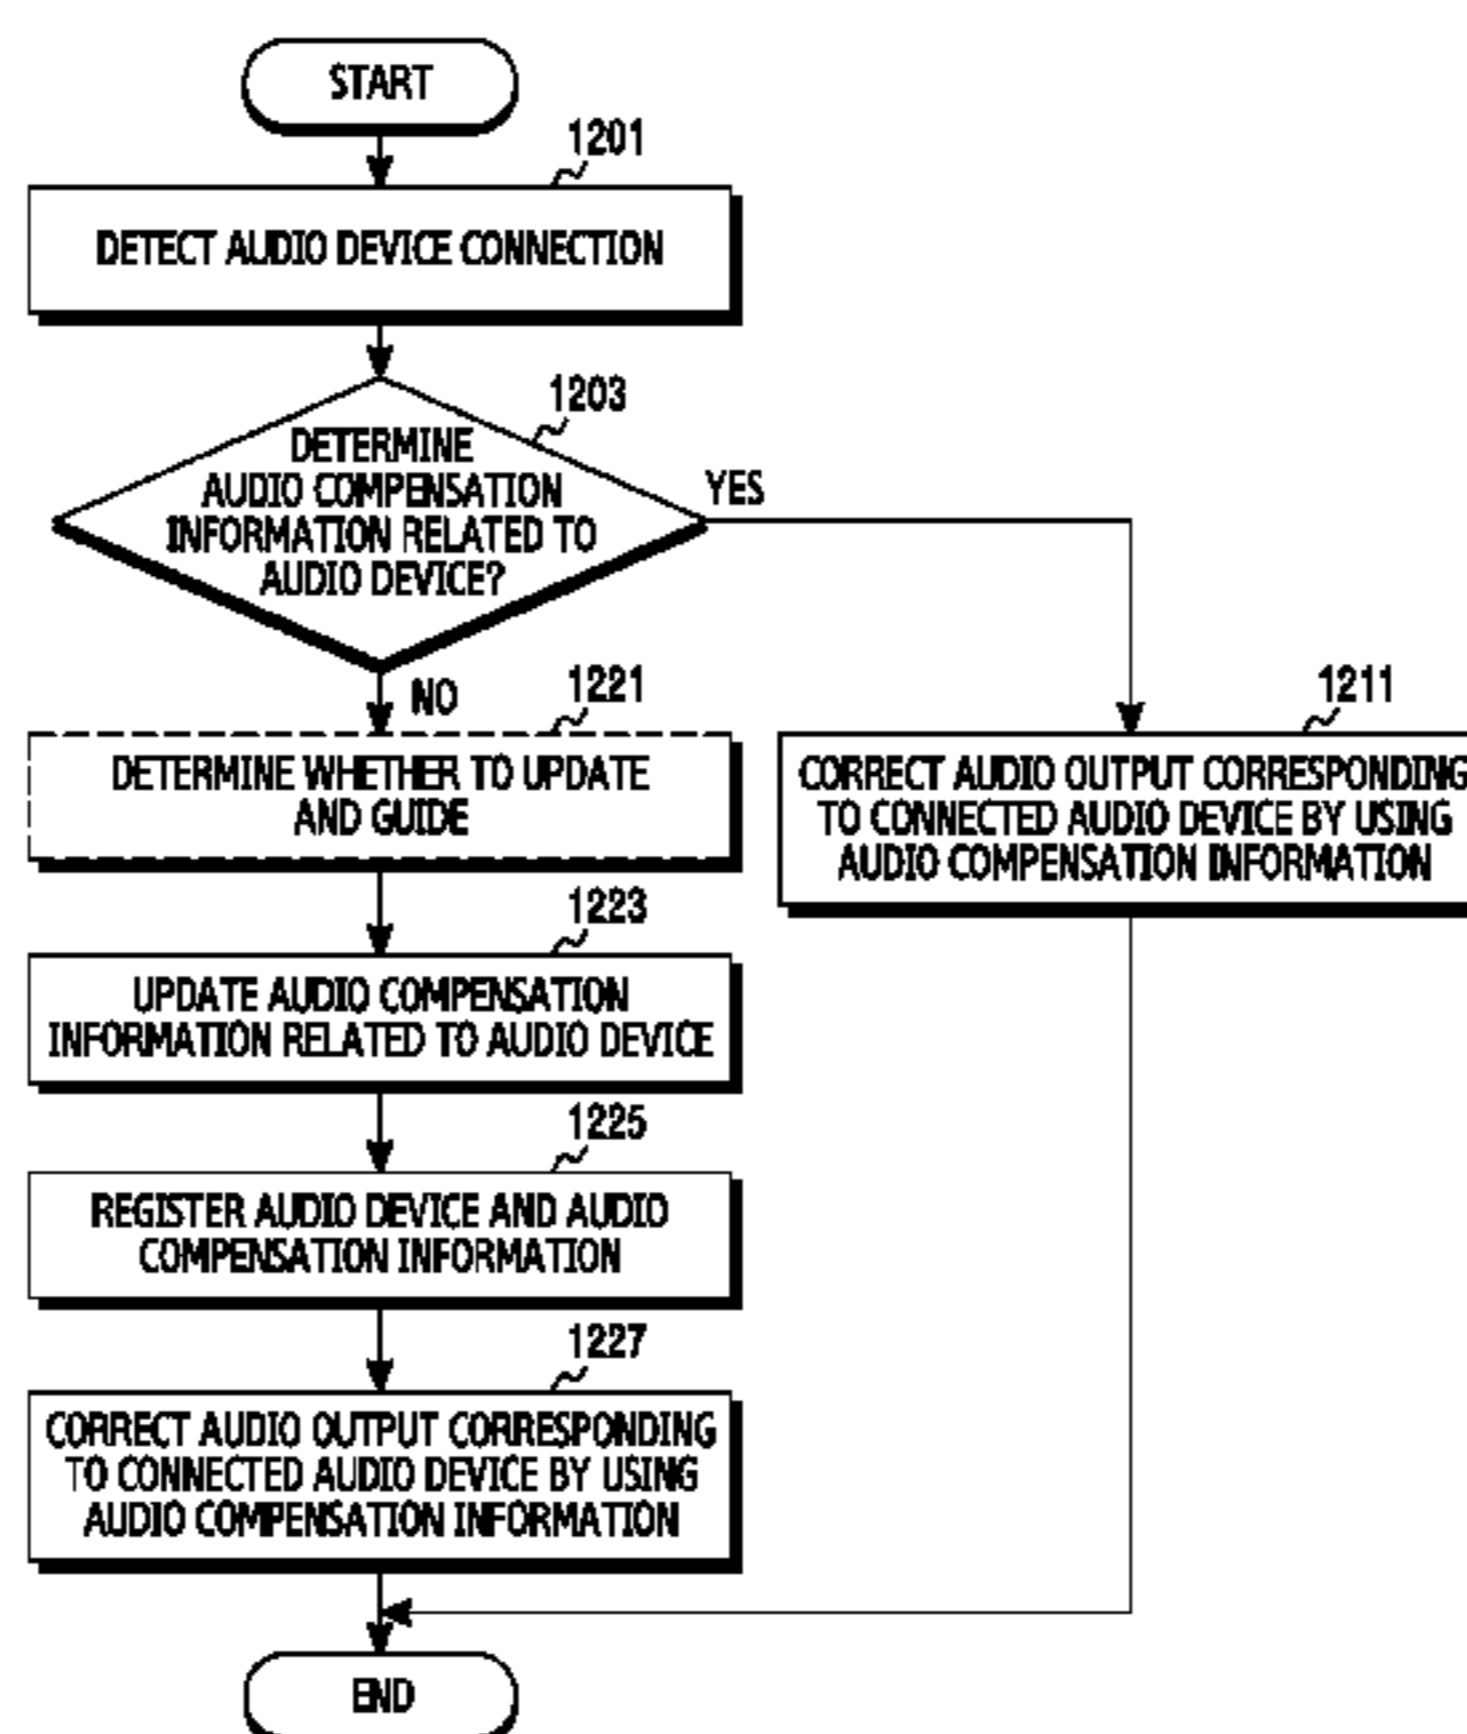 START
1201
DETECT AUDIO DEVICE CONNECTION
1203
DETERMINE
AUDIO COMPENSATION
INFORMATION RELATED TO
AUDIO DEVICE?
YES
NO
1221
DETERMINE WHETHER TO UPDATE
AND GUIDE
1211
CORRECT AUDIO OUTPUT CORRESPONDING
TO CONNECTED AUDIO DEVICE BY USING
AUDIO COMPENSATION INFORMATION
1223
UPDATE AUDIO COMPENSATION
INFORMATION RELATED TO AUDIO DEVICE
1225
REGISTER AUDIO DEVICE AND AUDIO
COMPENSATION INFORMATION
1227
CORRECT AUDIO OUTPUT CORRESPONDING
TO CONNECTED AUDIO DEVICE BY USING
AUDIO COMPENSATION INFORMATION
END